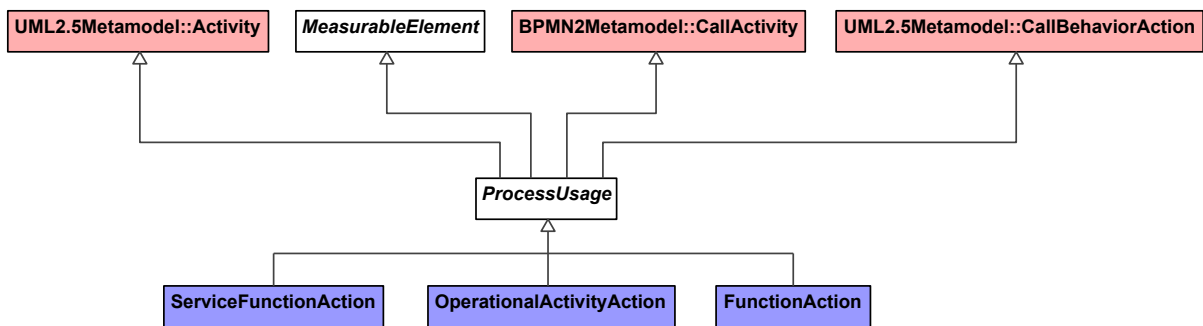 UML2.5Metamodel::Activity
MeasurableElement
BPMN2Metamodel::CallActivity
UML2.5Metamodel::CallBehaviorAction
ProcessUsage
ServiceFunctionAction
OperationalActivityAction
FunctionAction